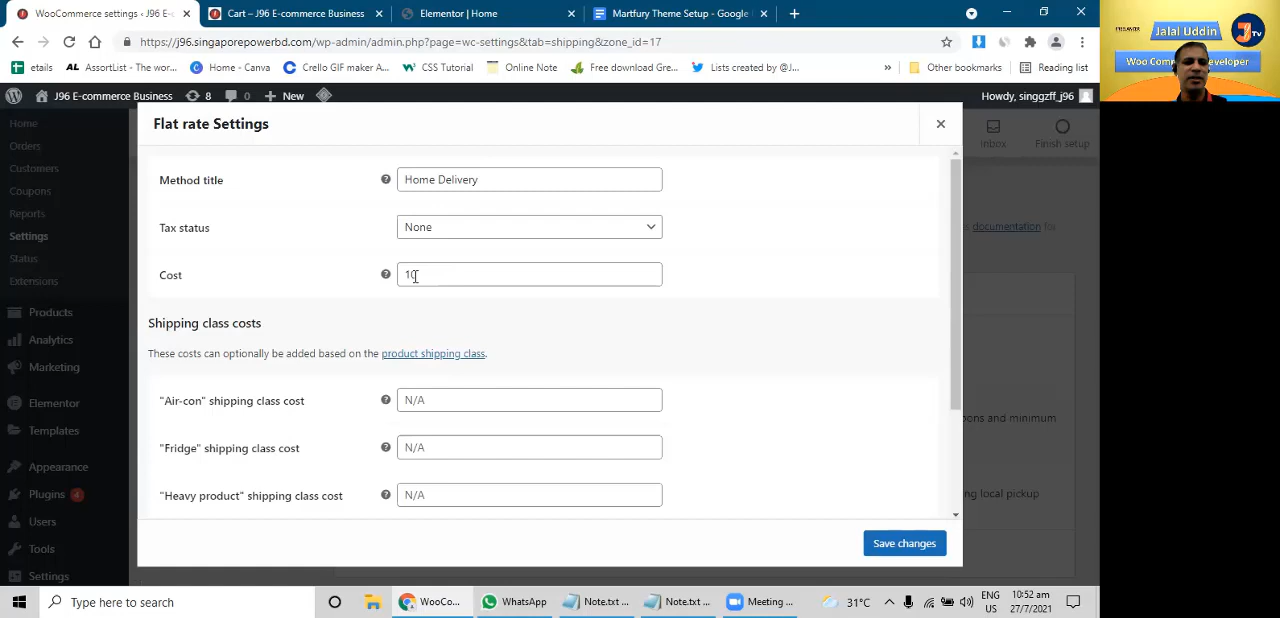 WooCommerce settings ‹ J96 E-c
Cart – J96 E-commerce Business
Elementor | Home
Martfury Theme Setup - Google
https://j96.singaporepowerbd.com/wp-admin/admin.php?page=wc-settings&tab=shipping&zone_id=17
etails
AssortList - The wor...
Home - Canva
Crello GIF maker A...
CSS Tutorial
Online Note
Free download Gre...
Lists created by @J...
»
Other bookmarks
Reading list
J96 E-commerce Business
8
0
New
Howdy, singgzff_j96
FREELANCER
Jalal Uddin
TV
Woo Com
Developer
Home
Orders
Customers
Coupons
Reports
Settings
Status
Extensions
Products
Analytics
Marketing
Elementor
Templates
Appearance
Plugins 4
Users
Tools
Settings
Flat rate Settings
Inbox
Finish setup
Method title
Home Delivery
Tax status
None
documentation for
Cost
10
Shipping class costs
These costs can optionally be added based on the product shipping class.
"Air-con" shipping class cost
N/A
ons and minimum
"Fridge" shipping class cost
N/A
"Heavy product" shipping class cost
N/A
ng local pickup
Save changes
Type here to search
WooCo...
WhatsApp
Note.txt ...
Note.txt ...
Meeting ...
31°C
ENG
US
10:52 am
27/7/2021